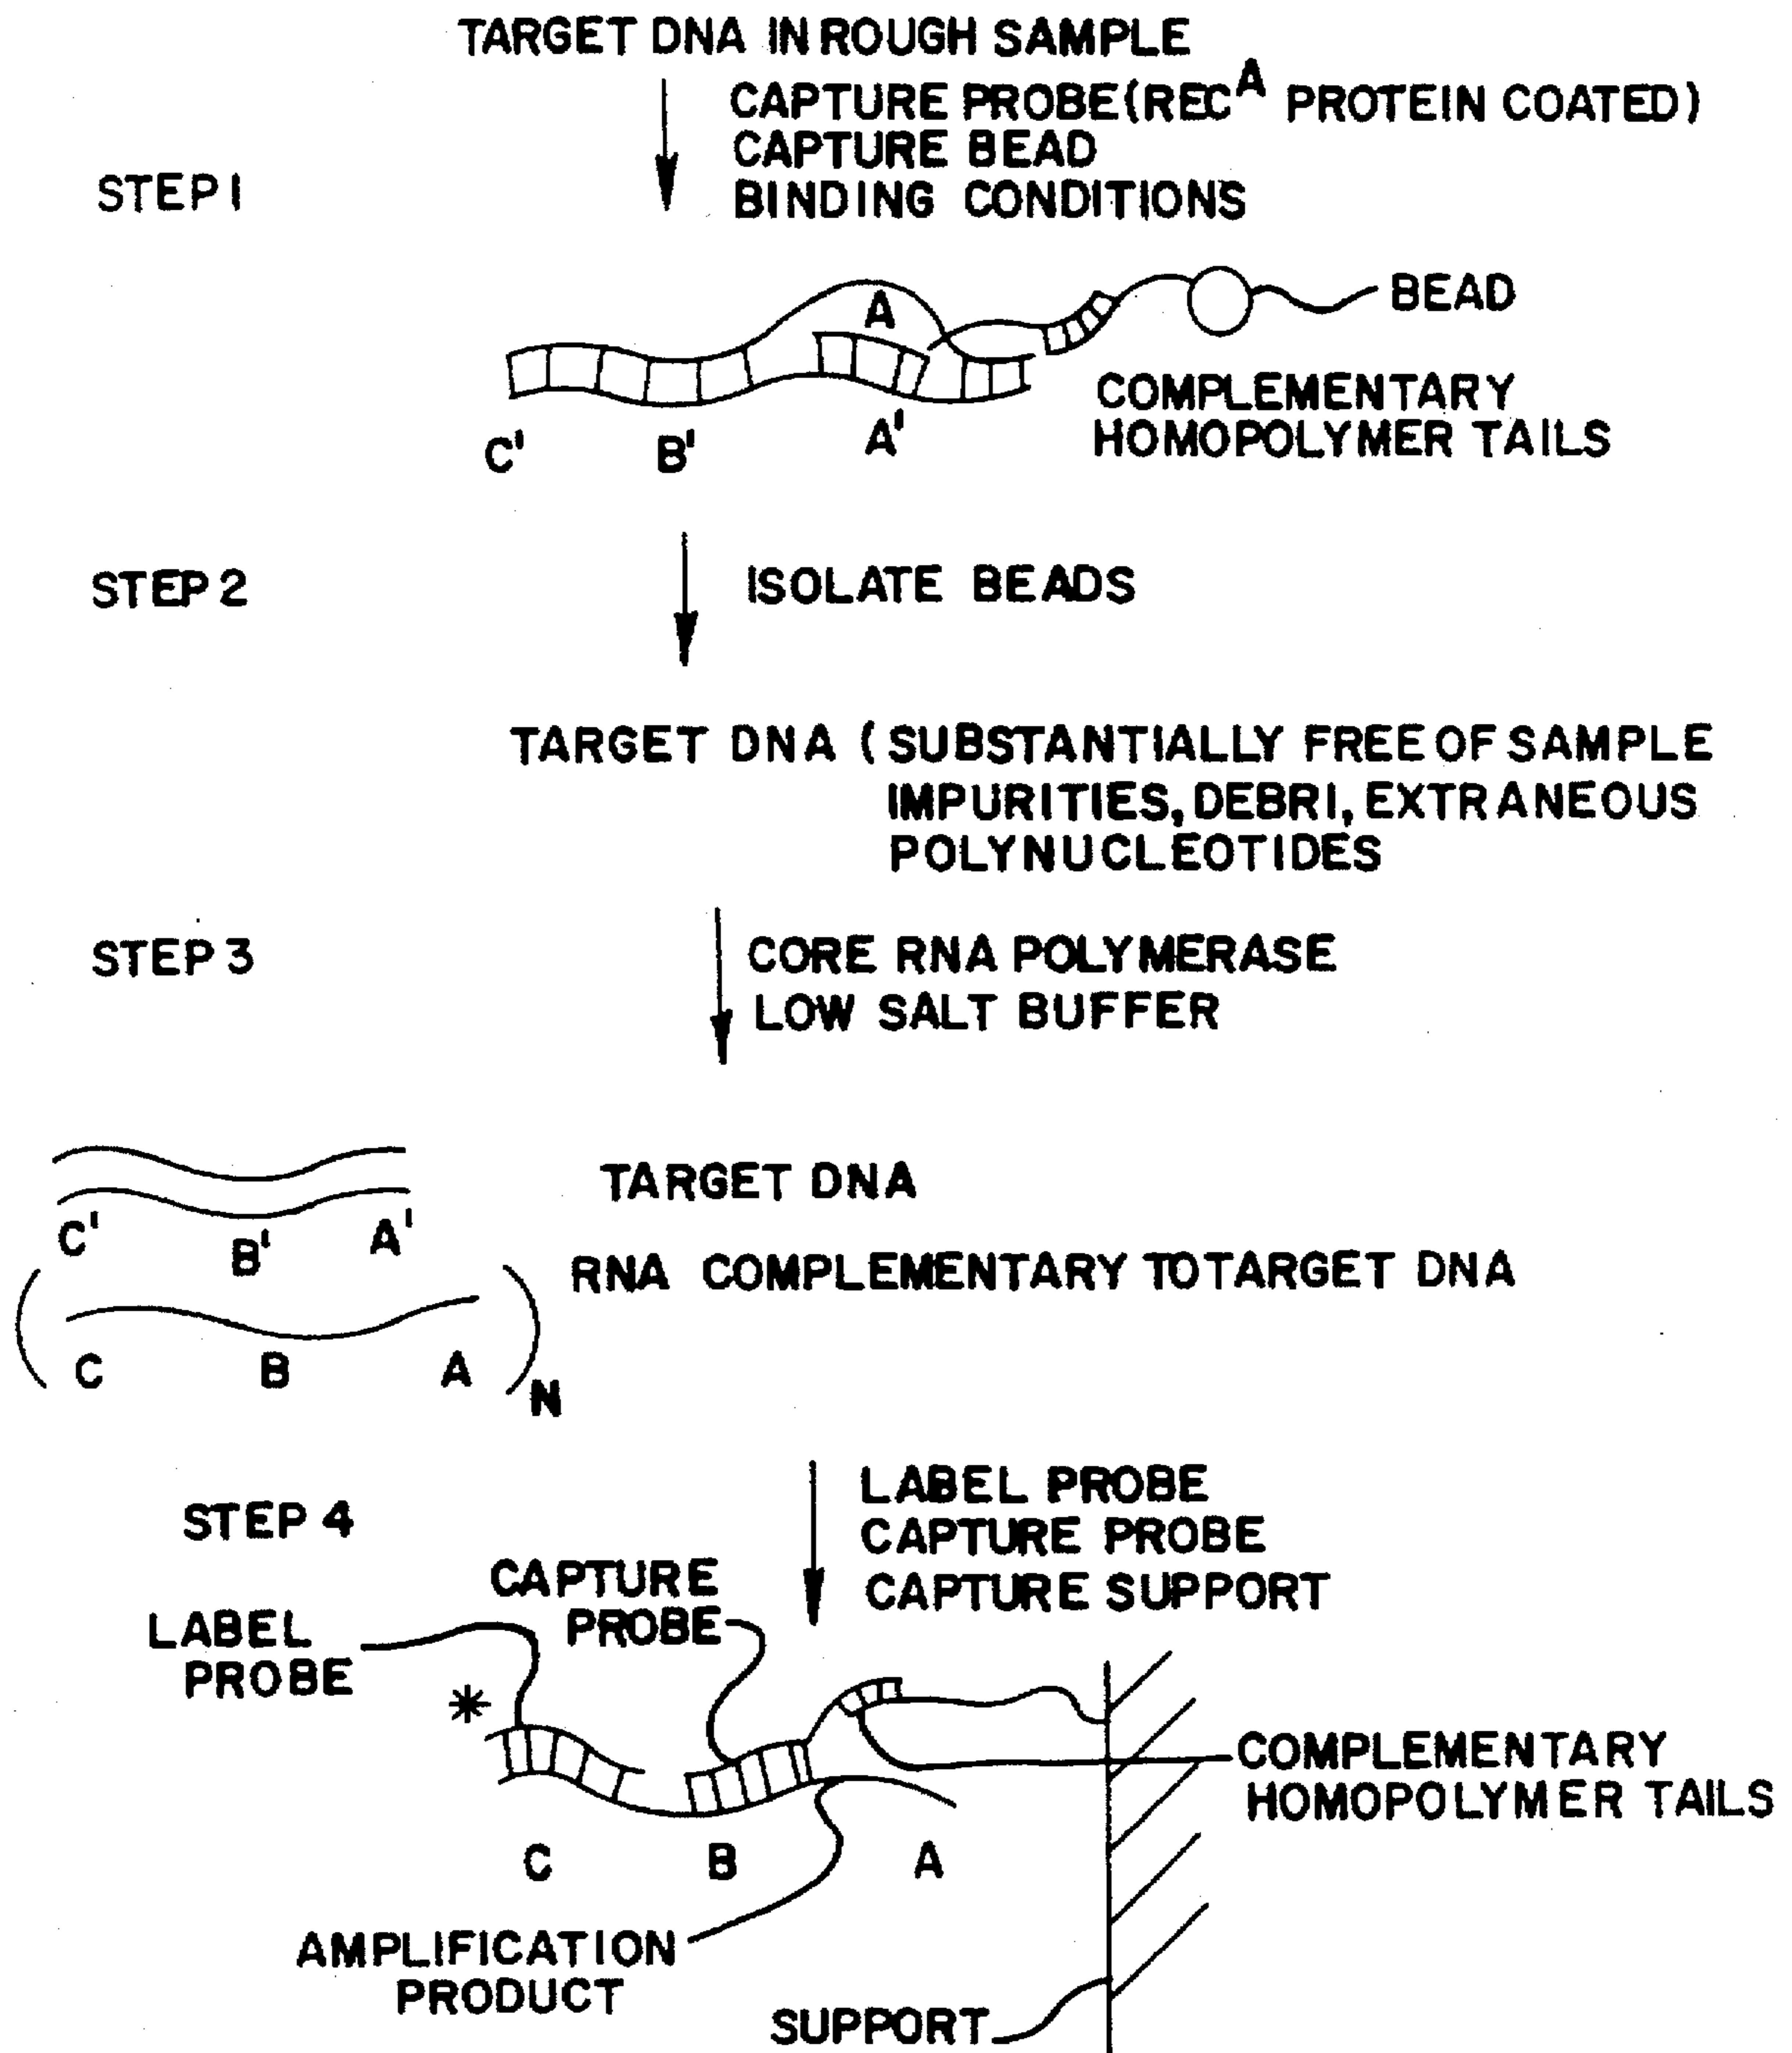 TARGET DNA IN ROUGH SAMPLE
CAPTURE PROBE (REC^A PROTEIN COATED)
CAPTURE BEAD
STEP 1
BINDING CONDITIONS
A
BEAD
COMPLEMENTARY
HOMOPOLYMER TAILS
C' B' A'
STEP 2
ISOLATE BEADS
TARGET DNA (SUBSTANTIALLY FREE OF SAMPLE
IMPURITIES, DEBRI, EXTRANEOUS
POLYNUCLEOTIDES
STEP 3
CORE RNA POLYMERASE
LOW SALT BUFFER
TARGET DNA
C' B' A'
RNA COMPLEMENTARY TO TARGET DNA
( C B A )N
STEP 4
LABEL PROBE
CAPTURE PROBE
CAPTURE SUPPORT
CAPTURE
PROBE
LABEL
PROBE
*
COMPLEMENTARY
HOMOPOLYMER TAILS
C B A
AMPLIFICATION
PRODUCT
SUPPORT